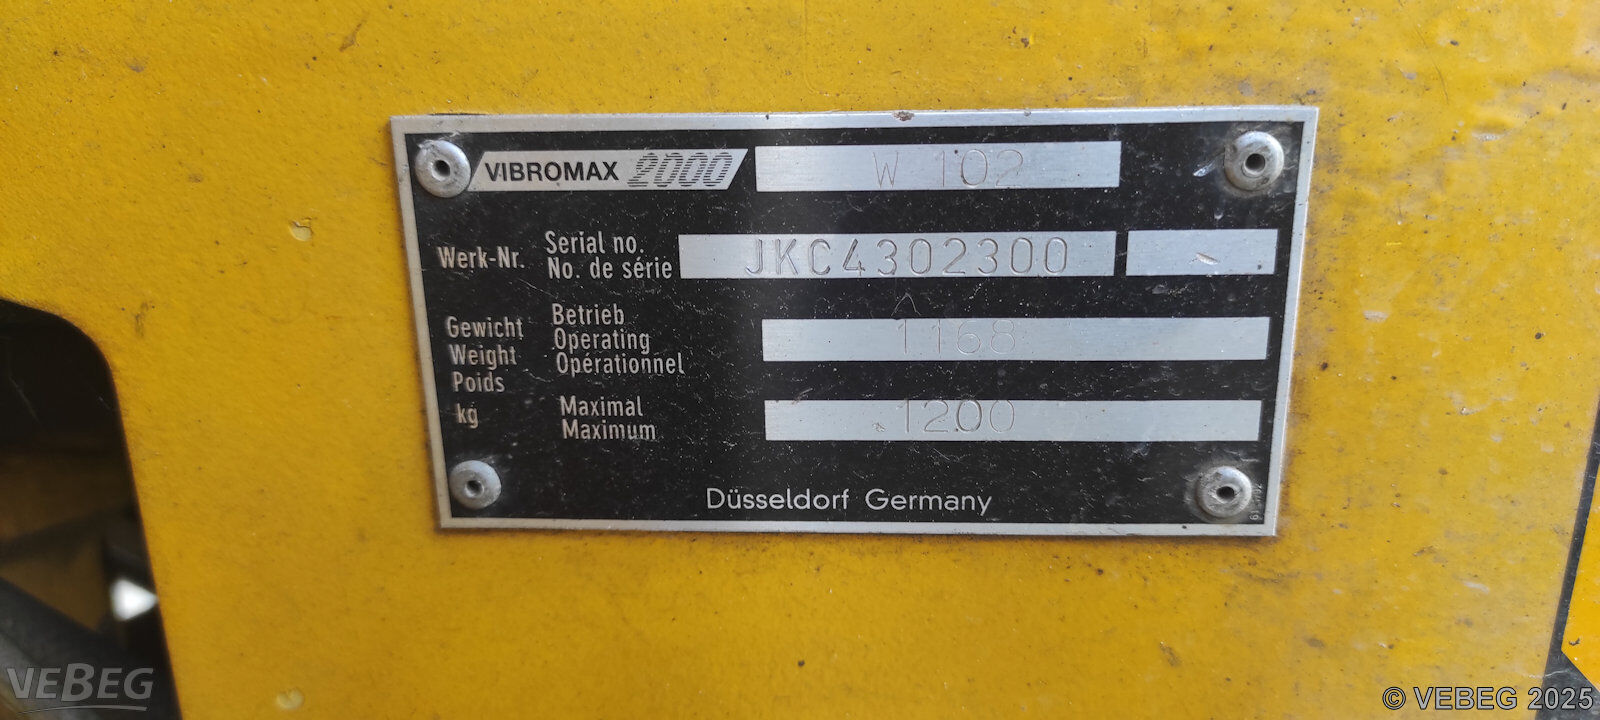 VIBROMAX 2000 W 102
Werk-Nr. Serial no. No. de série JKC4302300 -
Gewicht Weight Poids kg
Betrieb Operating Opérationnel 1168
Maximal Maximum 1200
Düsseldorf Germany
VEBEG
© VEBEG 2025